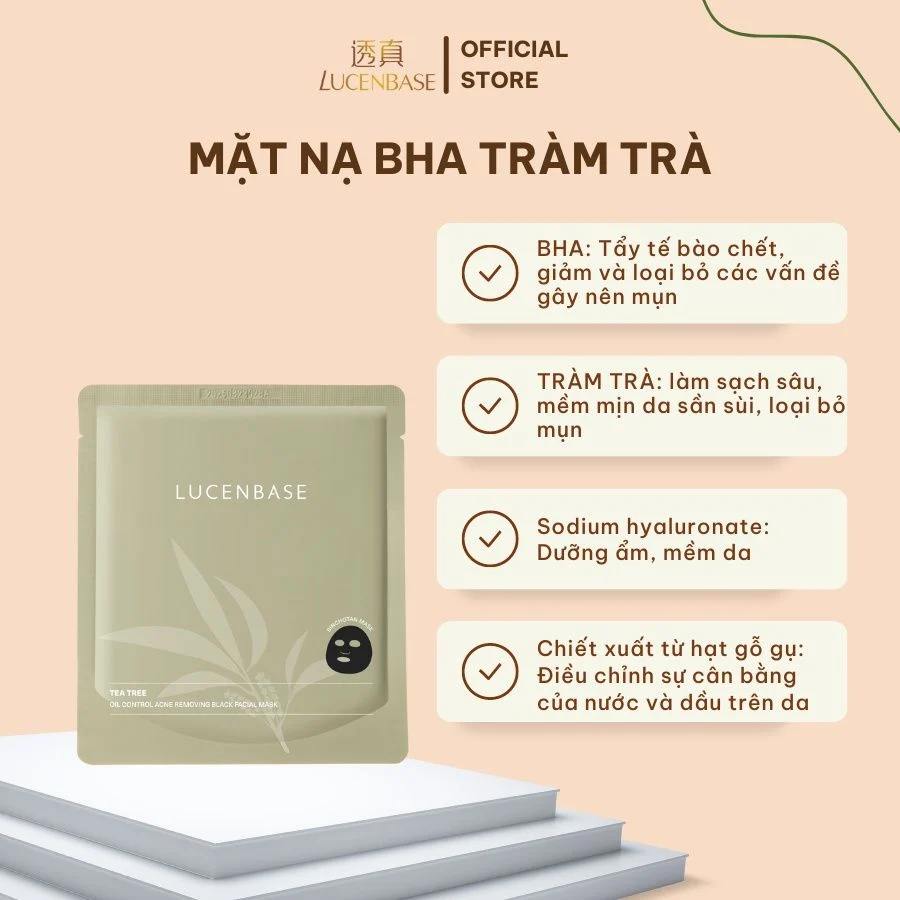 透真
LUCENBASE
OFFICIAL
STORE
MẶT NẠ BHA TRÀM TRÀ
BHA: Tẩy tế bào chết,
giảm và loại bỏ các vấn đề
gây nên mụn
TRÀM TRÀ: làm sạch sâu,
mềm mịn da sần sùi, loại bỏ
mụn
Sodium hyaluronate:
Dưỡng ẩm, mềm da
Chiết xuất từ hạt gỗ gụ:
Điều chỉnh sự cân bằng
của nước và dầu trên da
LUCENBASE
BINCHOTAN MASK
TEA TREE
OIL CONTROL ACNE REMOVING BLACK FACIAL MASK